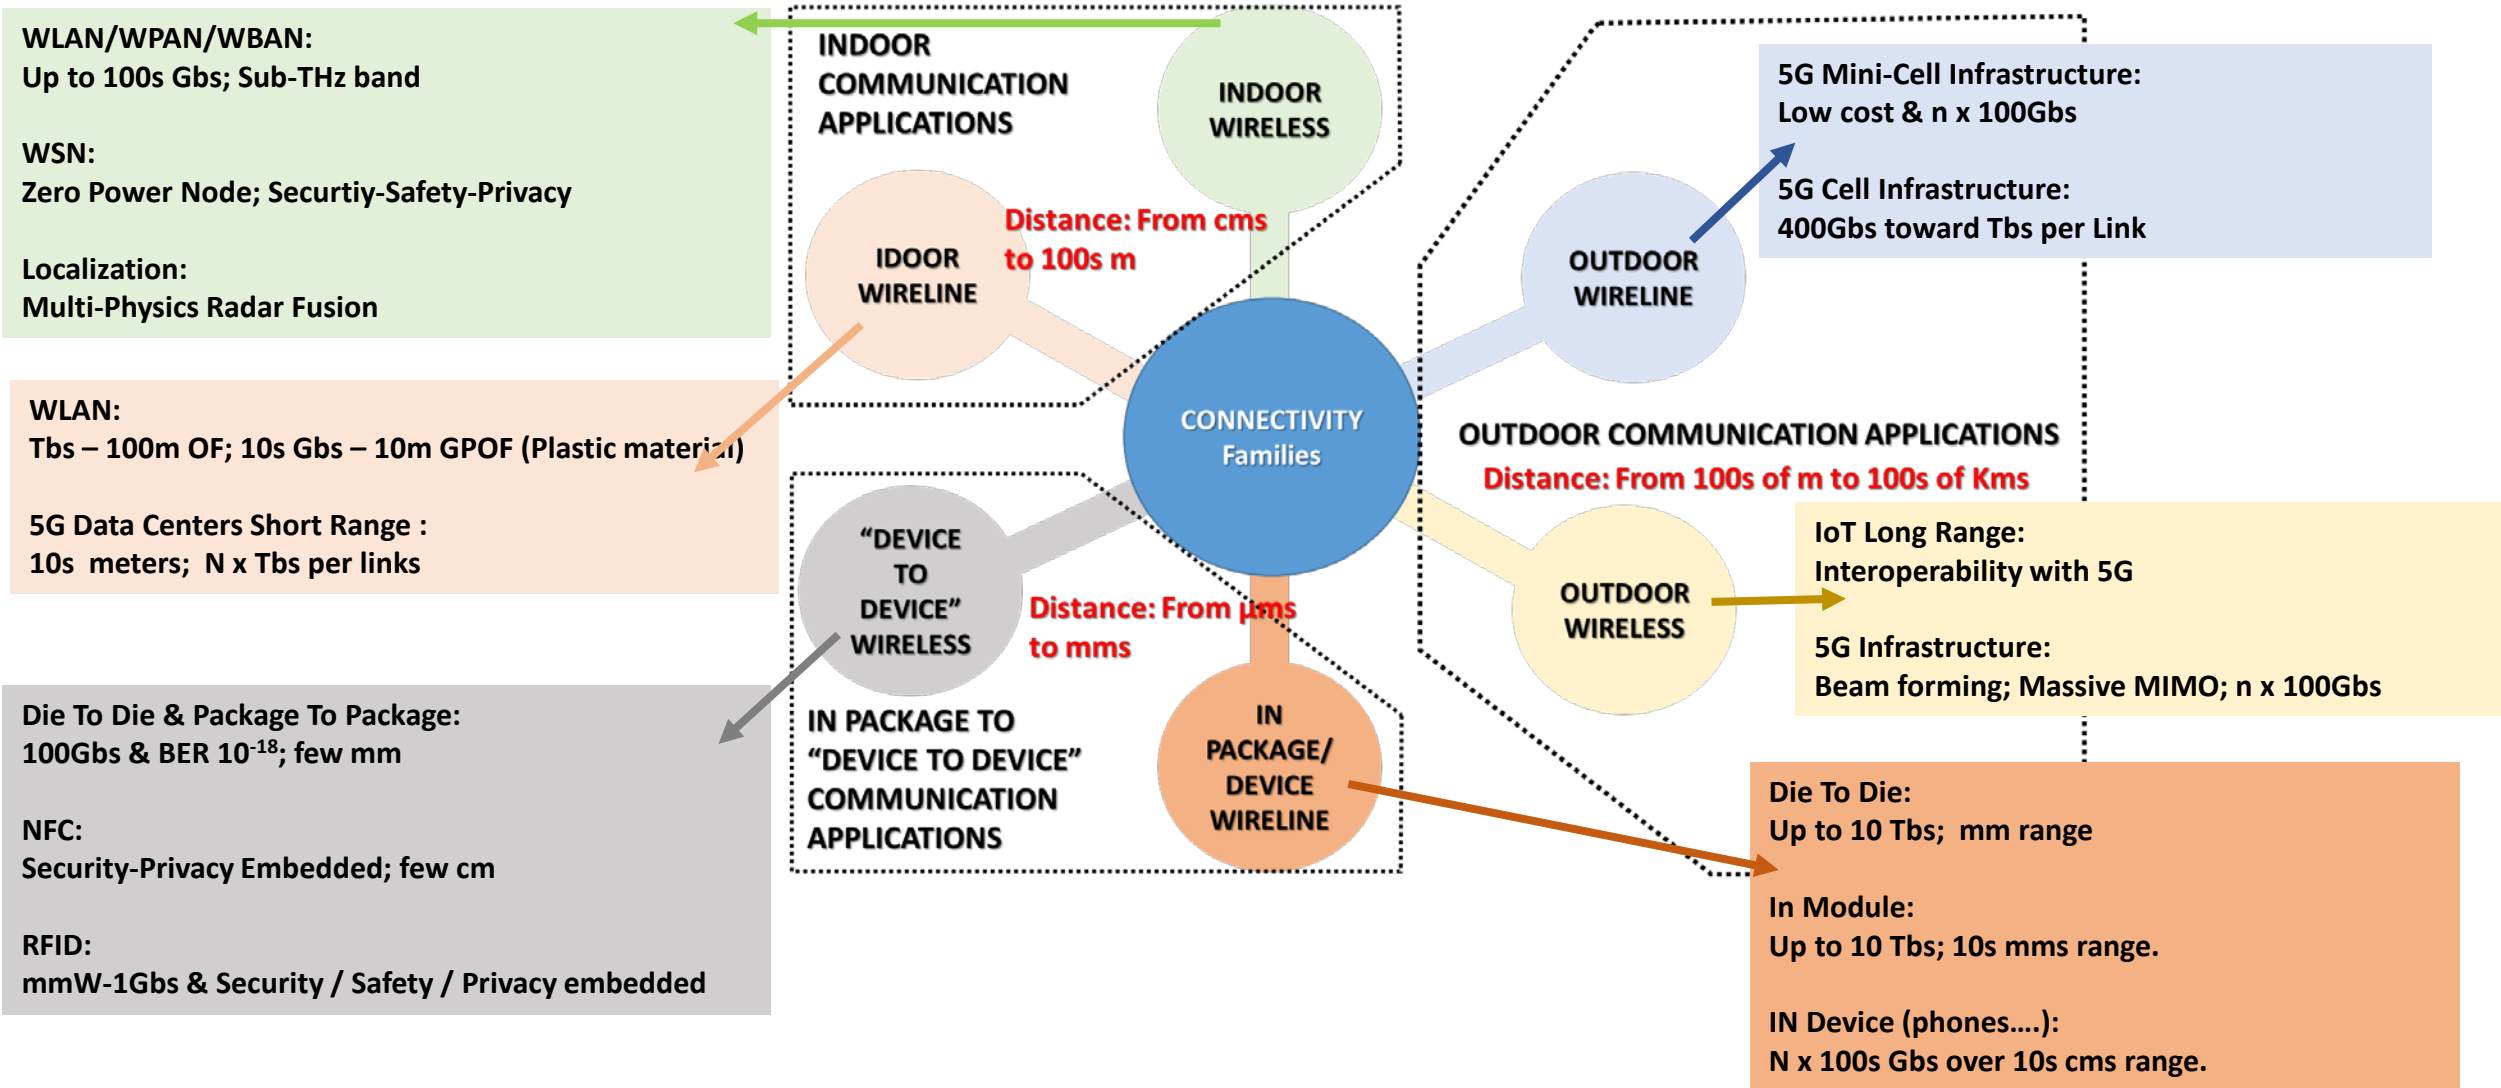 WLAN/WPAN/WBAN:
Up to 100s Gbs; Sub-THz band
WSN:
Zero Power Node; Securtiy-Safety-Privacy
Localization:
Multi-Physics Radar Fusion
WLAN:
Tbs – 100m OF; 10s Gbs – 10m GPOF (Plastic material)
5G Data Centers Short Range :
10s  meters;  N x Tbs per links
Die To Die & Package To Package:
100Gbs & BER 10⁻¹⁸; few mm
NFC:
Security-Privacy Embedded; few cm
RFID:
mmW-1Gbs & Security / Safety / Privacy embedded
INDOOR
COMMUNICATION
APPLICATIONS
INDOOR
WIRELESS
Distance: From cms
to 100s m
IDOOR
WIRELINE
CONNECTIVITY
Families
“DEVICE
TO
DEVICE”
WIRELESS
Distance: From µms
to mms
IN PACKAGE TO
“DEVICE TO DEVICE”
COMMUNICATION
APPLICATIONS
IN
PACKAGE/
DEVICE
WIRELINE
OUTDOOR
WIRELINE
OUTDOOR COMMUNICATION APPLICATIONS
Distance: From 100s of m to 100s of Kms
OUTDOOR
WIRELESS
5G Mini-Cell Infrastructure:
Low cost & n x 100Gbs
5G Cell Infrastructure:
400Gbs toward Tbs per Link
IoT Long Range:
Interoperability with 5G
5G Infrastructure:
Beam forming; Massive MIMO; n x 100Gbs
Die To Die:
Up to 10 Tbs;  mm range
In Module:
Up to 10 Tbs; 10s mms range.
IN Device (phones….):
N x 100s Gbs over 10s cms range.